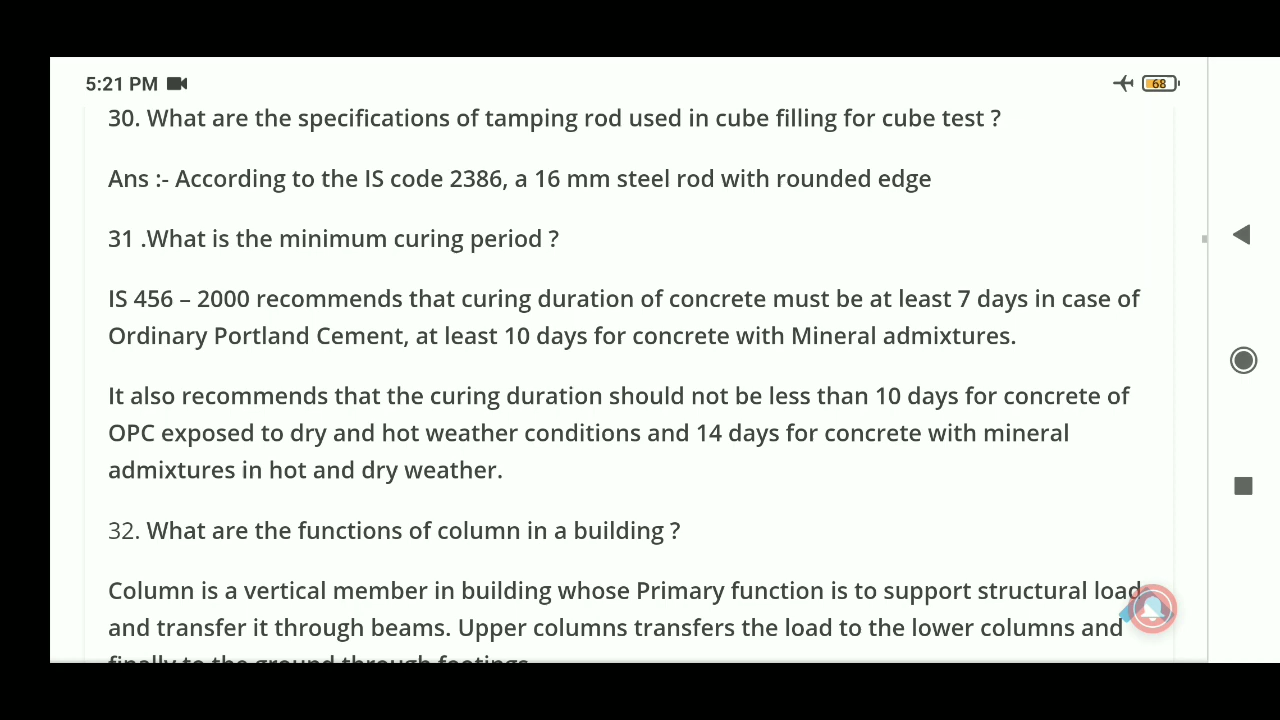 5:21 PM
68
30. What are the specifications of tamping rod used in cube filling for cube test ?
Ans :- According to the IS code 2386, a 16 mm steel rod with rounded edge
31 .What is the minimum curing period ?
IS 456 – 2000 recommends that curing duration of concrete must be at least 7 days in case of
Ordinary Portland Cement, at least 10 days for concrete with Mineral admixtures.
It also recommends that the curing duration should not be less than 10 days for concrete of
OPC exposed to dry and hot weather conditions and 14 days for concrete with mineral
admixtures in hot and dry weather.
32. What are the functions of column in a building ?
Column is a vertical member in building whose Primary function is to support structural load
and transfer it through beams. Upper columns transfers the load to the lower columns and
finally to the ground through footings